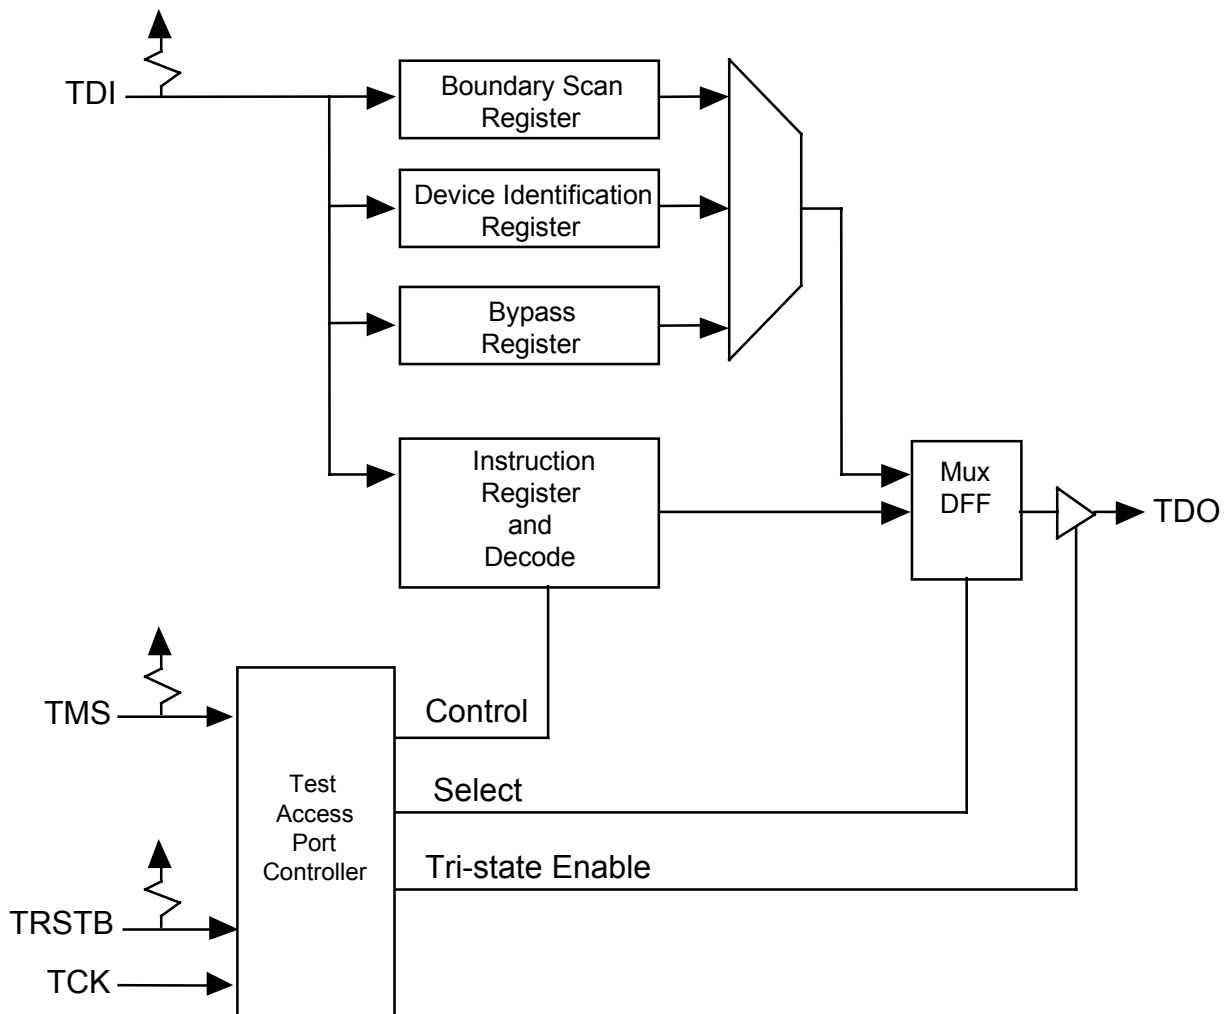 TDI
Boundary Scan
Register
Device Identification
Register
Bypass
Register
Instruction
Register
and
Decode
Mux
DFF
TDO
TMS
Control
Test
Access
Port
Controller
Select
Tri-state Enable
TRSTB
TCK